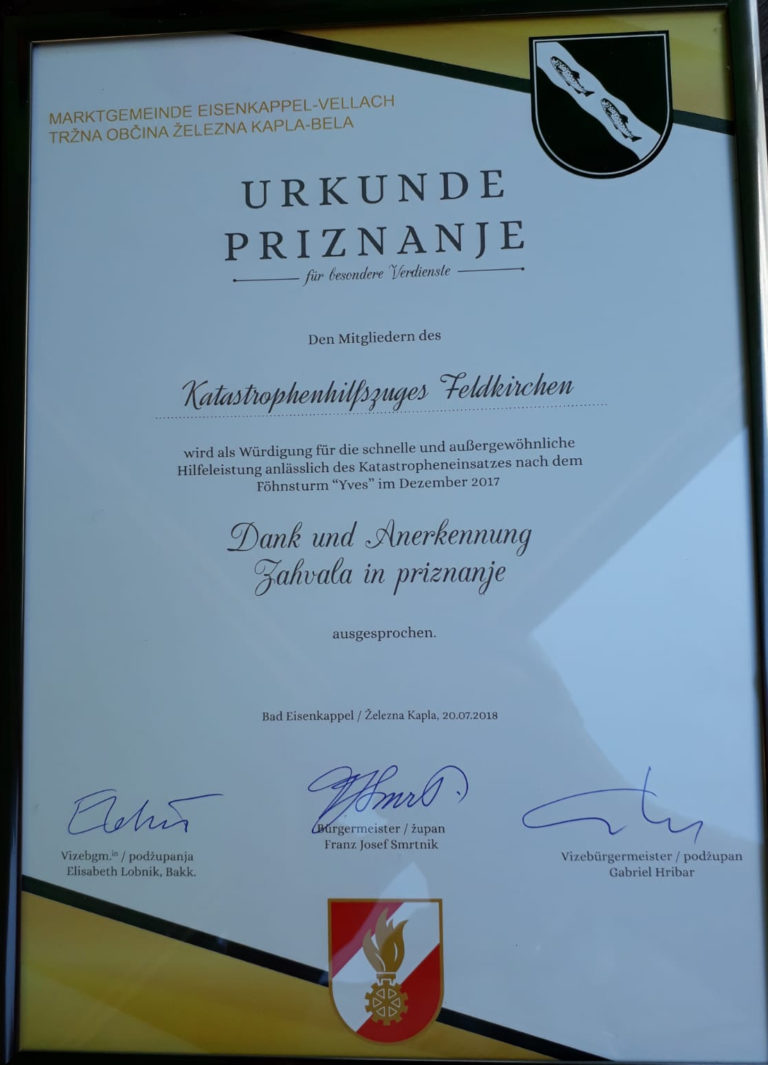 MARKTGEMEINDE EISENKAPPEL-VELLACH
TRŽNA OBČINA ŽELEZNA KAPLA-BELA
URKUNDE
PRIZNANJE
für besondere Verdienste
Den Mitgliedern des
Katastrophenhilfszuges Feldkirchen
wird als Würdigung für die schnelle und außergewöhnliche
Hilfeleistung anlässlich des Katastropheneinsatzes nach dem
Föhnsturm “Yves” im Dezember 2017
Dank und Anerkennung
Zahvala in priznanje
ausgesprochen.
Bad Eisenkappel / Železna Kapla, 20.07.2018
Vizebgm.in / podžupanja
Elisabeth Lobnik, Bakk.
Bürgermeister / župan
Franz Josef Smrtnik
Vizebürgermeister / podžupan
Gabriel Hribar